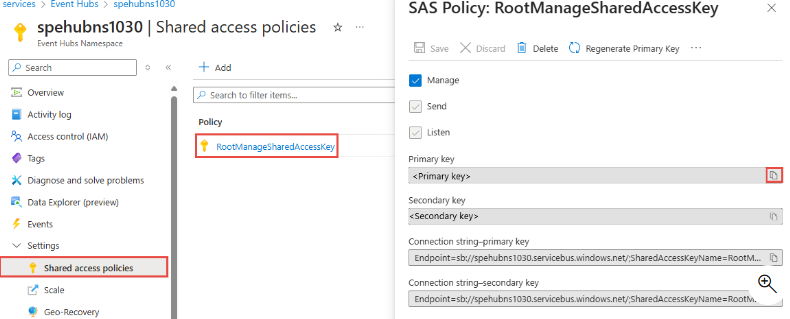 services > Event Hubs > spehubns1030 >
spehubns1030 | Shared access policies
Event Hubs Namespace
Search
Overview
Activity log
Access control (IAM)
Tags
Diagnose and solve problems
Data Explorer (preview)
Events
Settings
Shared access policies
Scale
Geo-Recovery
Add
Search to filter items...
Policy
RootManageSharedAccessKey
SAS Policy: RootManageSharedAccessKey
Save Discard Delete Regenerate Primary Key ...
Manage
Send
Listen
Primary key
<Primary key>
Secondary key
<Secondary key>
Connection string–primary key
Endpoint=sb://spehubns1030.servicebus.windows.net/;SharedAccessKeyName=RootM...
Connection string–secondary key
Endpoint=sb://spehubns1030.servicebus.windows.net/;SharedAccessKeyName=RootM...